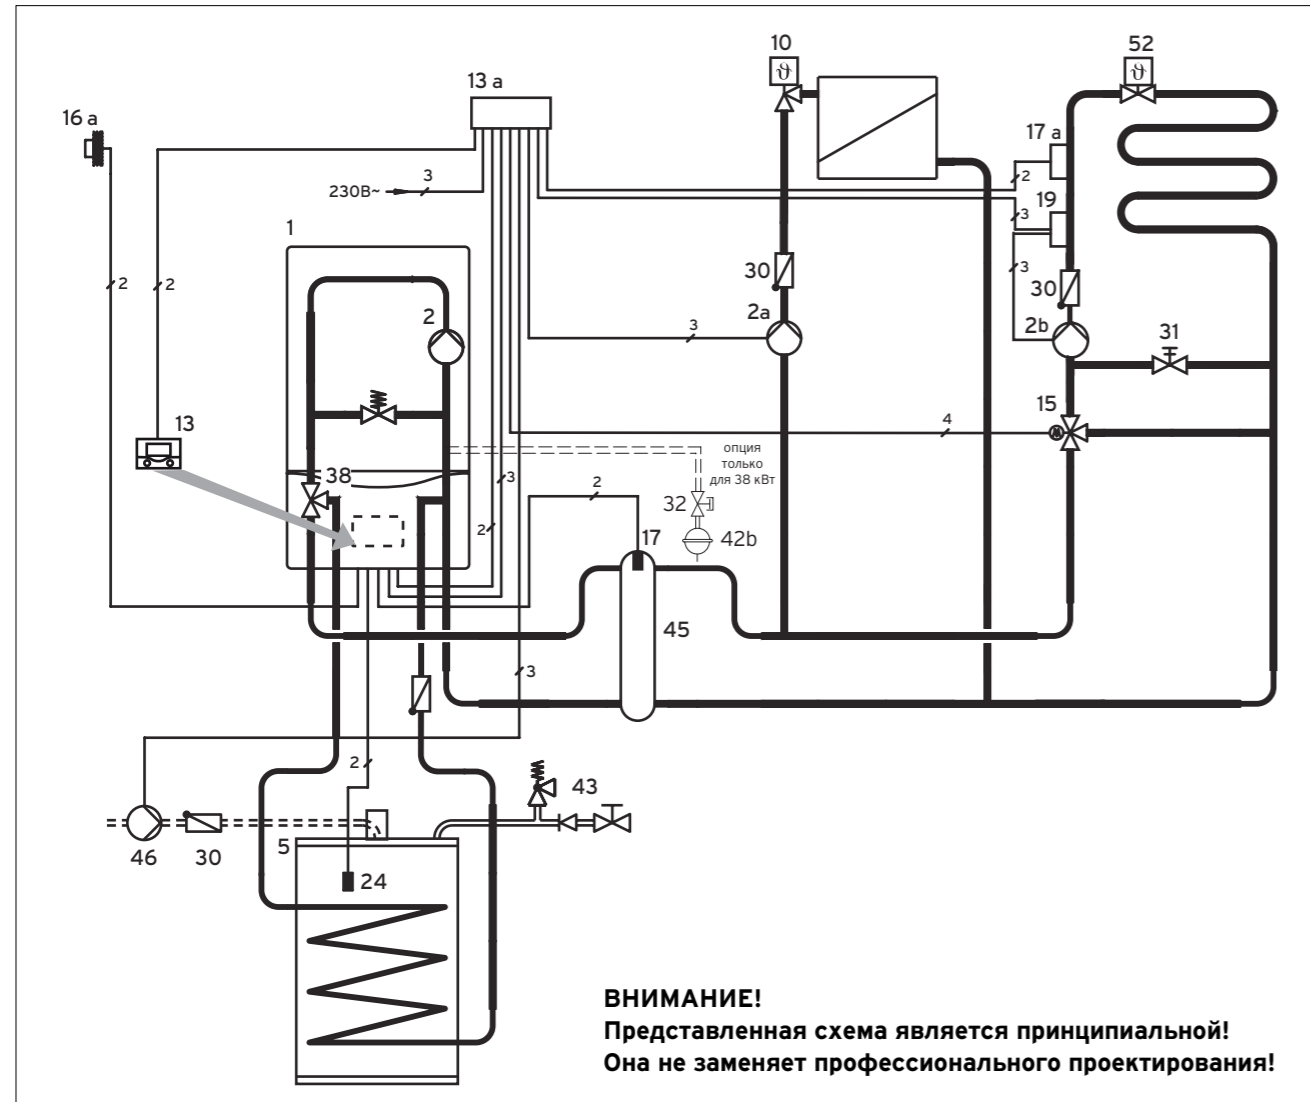 10
52
ϑ
ϑ
13 a
16 a
17 a
230В~
3
2
19
3
1
30
3
30
2
2
2
2a
3
2b
31
15
13
4
опция
только
для 38 кВт
38
3
2
32
2
17
42b
45
3
2
43
46
30
5
24
ВНИМАНИЕ!
Представленная схема является принципиальной!
Она не заменяет профессионального проектирования!